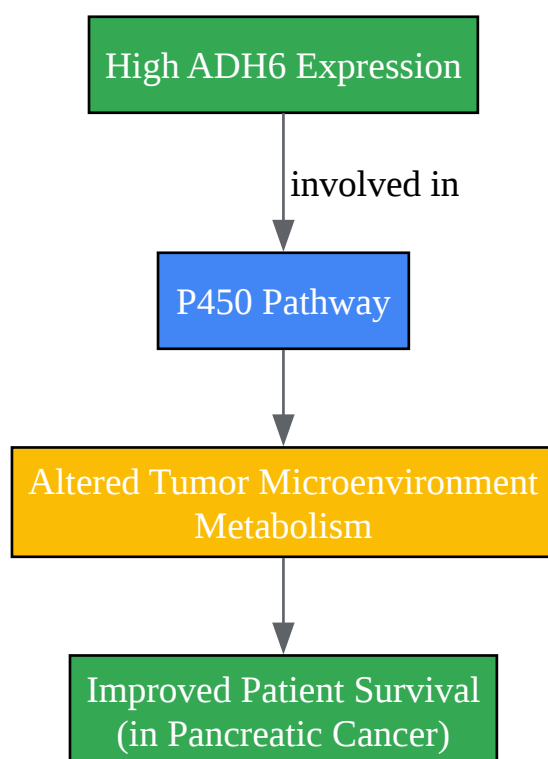 High ADH6 Expression
involved in
P450 Pathway
Altered Tumor Microenvironment
Metabolism
Improved Patient Survival
(in Pancreatic Cancer)